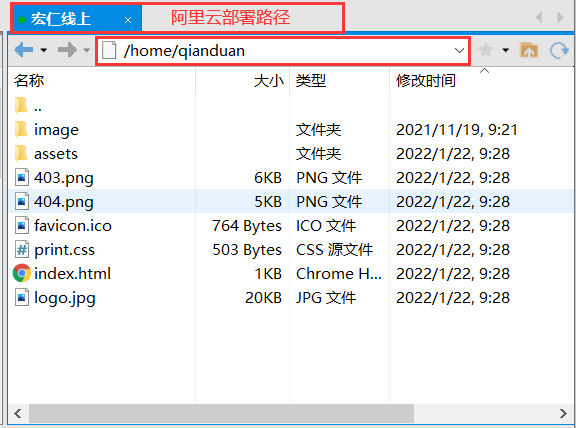 宏仁线上 × 阿里云部署路径
/home/qianduan
名称 大小 类型 修改时间
..
image 文件夹 2021/11/19, 9:21
assets 文件夹 2022/1/22, 9:28
403.png 6KB PNG 文件 2022/1/22, 9:28
404.png 5KB PNG 文件 2022/1/22, 9:28
favicon.ico 764 Bytes ICO 文件 2022/1/22, 9:28
print.css 503 Bytes CSS 源文件 2022/1/22, 9:28
index.html 1KB Chrome H... 2022/1/22, 9:28
logo.jpg 20KB JPG 文件 2022/1/22, 9:28